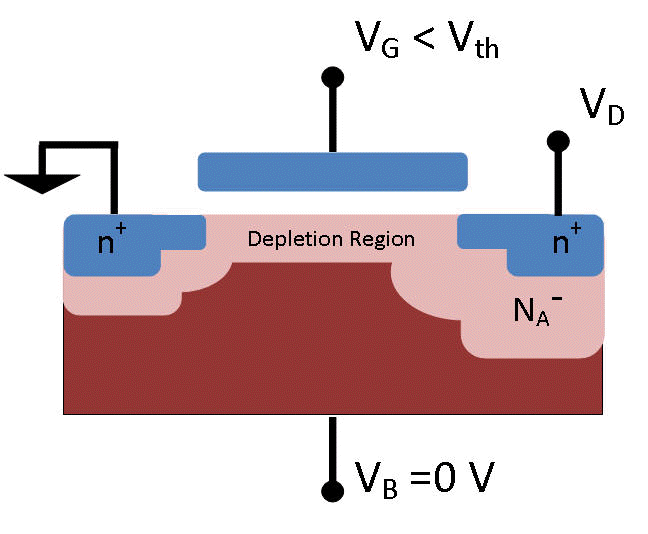 V_G < V_th
V_D
n⁺
Depletion Region
n⁺
N_A⁻
V_B =0 V